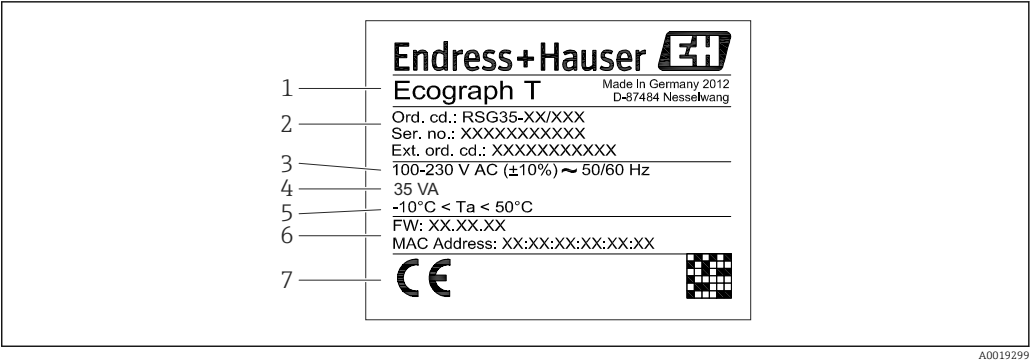 Endress+Hauser EH
1 Ecograph T
Made In Germany 2012
D-87484 Nesselwang
2 Ord. cd.: RSG35-XX/XXX
Ser. no.: XXXXXXXXXXX
Ext. ord. cd.: XXXXXXXXXXX
3 100-230 V AC (±10%) ~ 50/60 Hz
4 35 VA
5 -10°C < Ta < 50°C
6 FW: XX.XX.XX
MAC Address: XX:XX:XX:XX:XX:XX
7 CE
A0019299